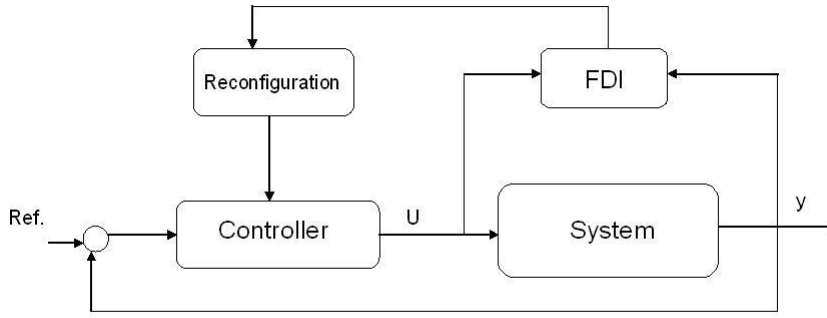 Reconfiguration
FDI
Ref.
Controller
U
System
y